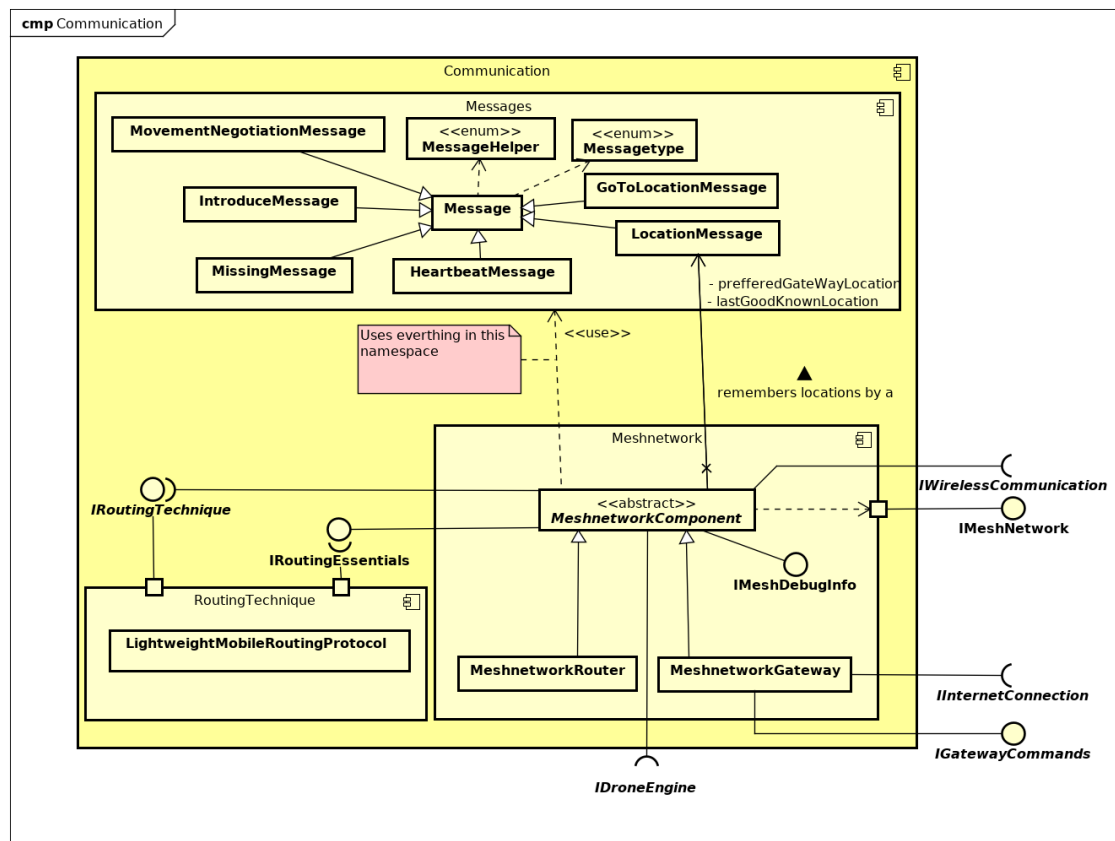 cmp Communication
Communication
Messages
MovementNegotiationMessage
<<enum>>
MessageHelper
<<enum>>
Messagetype
IntroduceMessage
Message
GoToLocationMessage
LocationMessage
MissingMessage
HeartbeatMessage
- prefferedGateWayLocation
- lastGoodKnownLocation
Uses everthing in this
namespace
<<use>>
remembers locations by a
Meshnetwork
IRoutingTechnique
<<abstract>>
MeshnetworkComponent
IWirelessCommunication
IMeshNetwork
IRoutingEssentials
IMeshDebugInfo
RoutingTechnique
LightweightMobileRoutingProtocol
MeshnetworkRouter
MeshnetworkGateway
IInternetConnection
IGatewayCommands
IDroneEngine